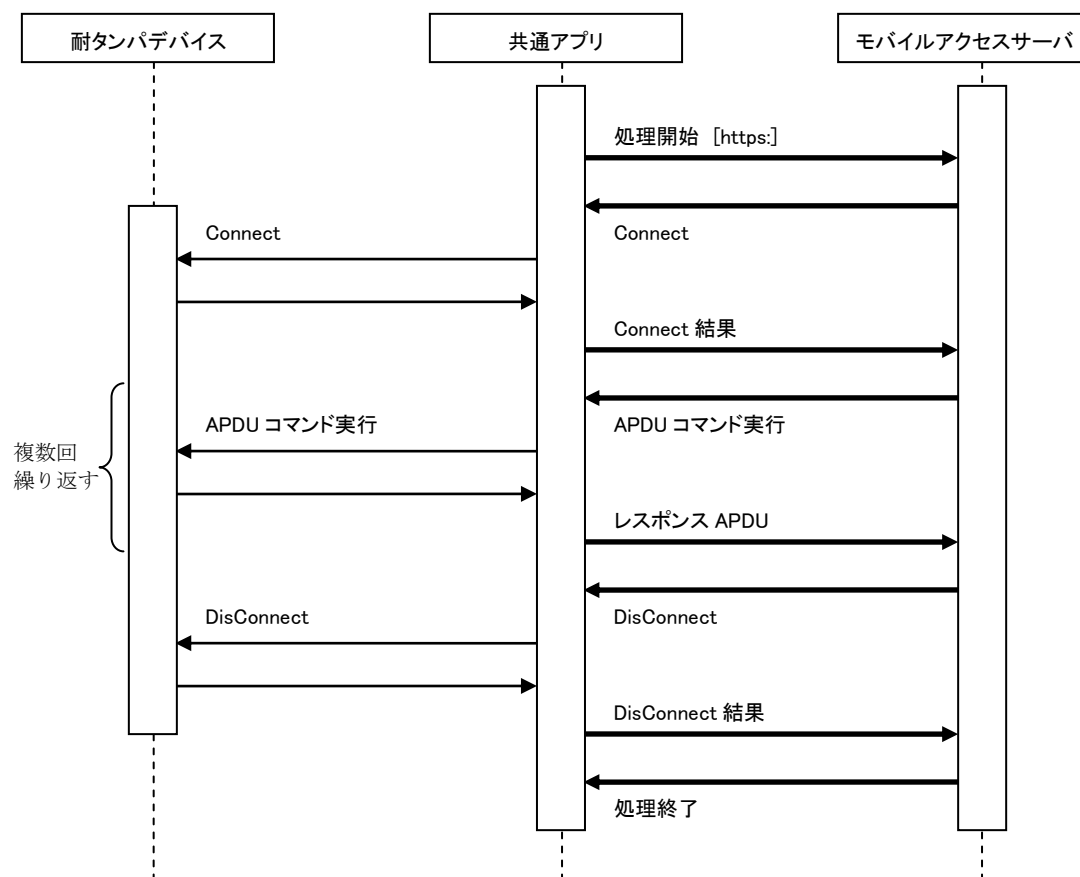 耐タンパデバイス
共通アプリ
モバイルアクセスサーバ
処理開始 [https:]
Connect
Connect
Connect 結果
APDU コマンド実行
APDU コマンド実行
複数回
繰り返す
レスポンス APDU
DisConnect
DisConnect
DisConnect 結果
処理終了